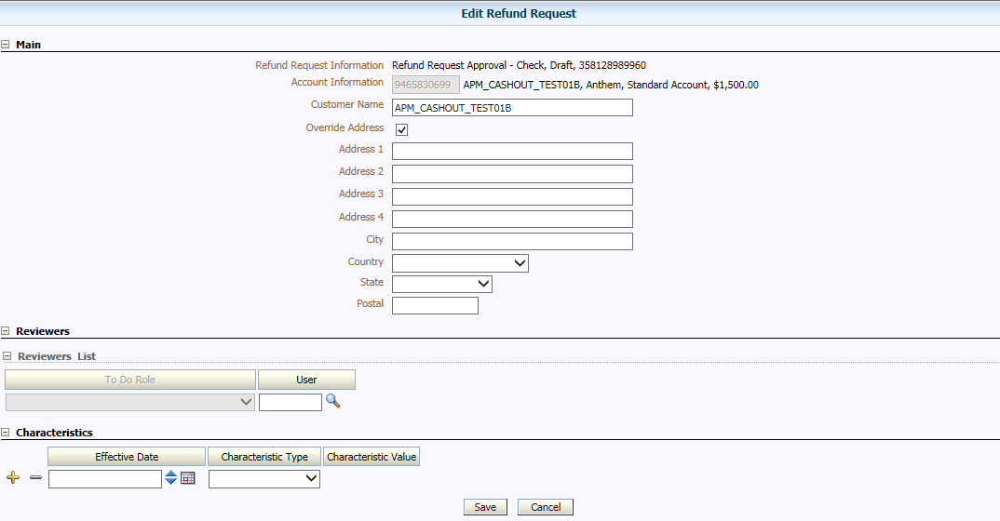 Edit Refund Request
Main
Refund Request Information Refund Request Approval - Check, Draft, 358128989960
Account Information 9465830699 APM_CASHOUT_TEST01B, Anthem, Standard Account, $1,500.00
Customer Name APM_CASHOUT_TEST01B
Override Address
Address 1
Address 2
Address 3
Address 4
City
Country
State
Postal
Reviewers
Reviewers List
To Do Role User
Characteristics
Effective Date Characteristic Type Characteristic Value
Save Cancel